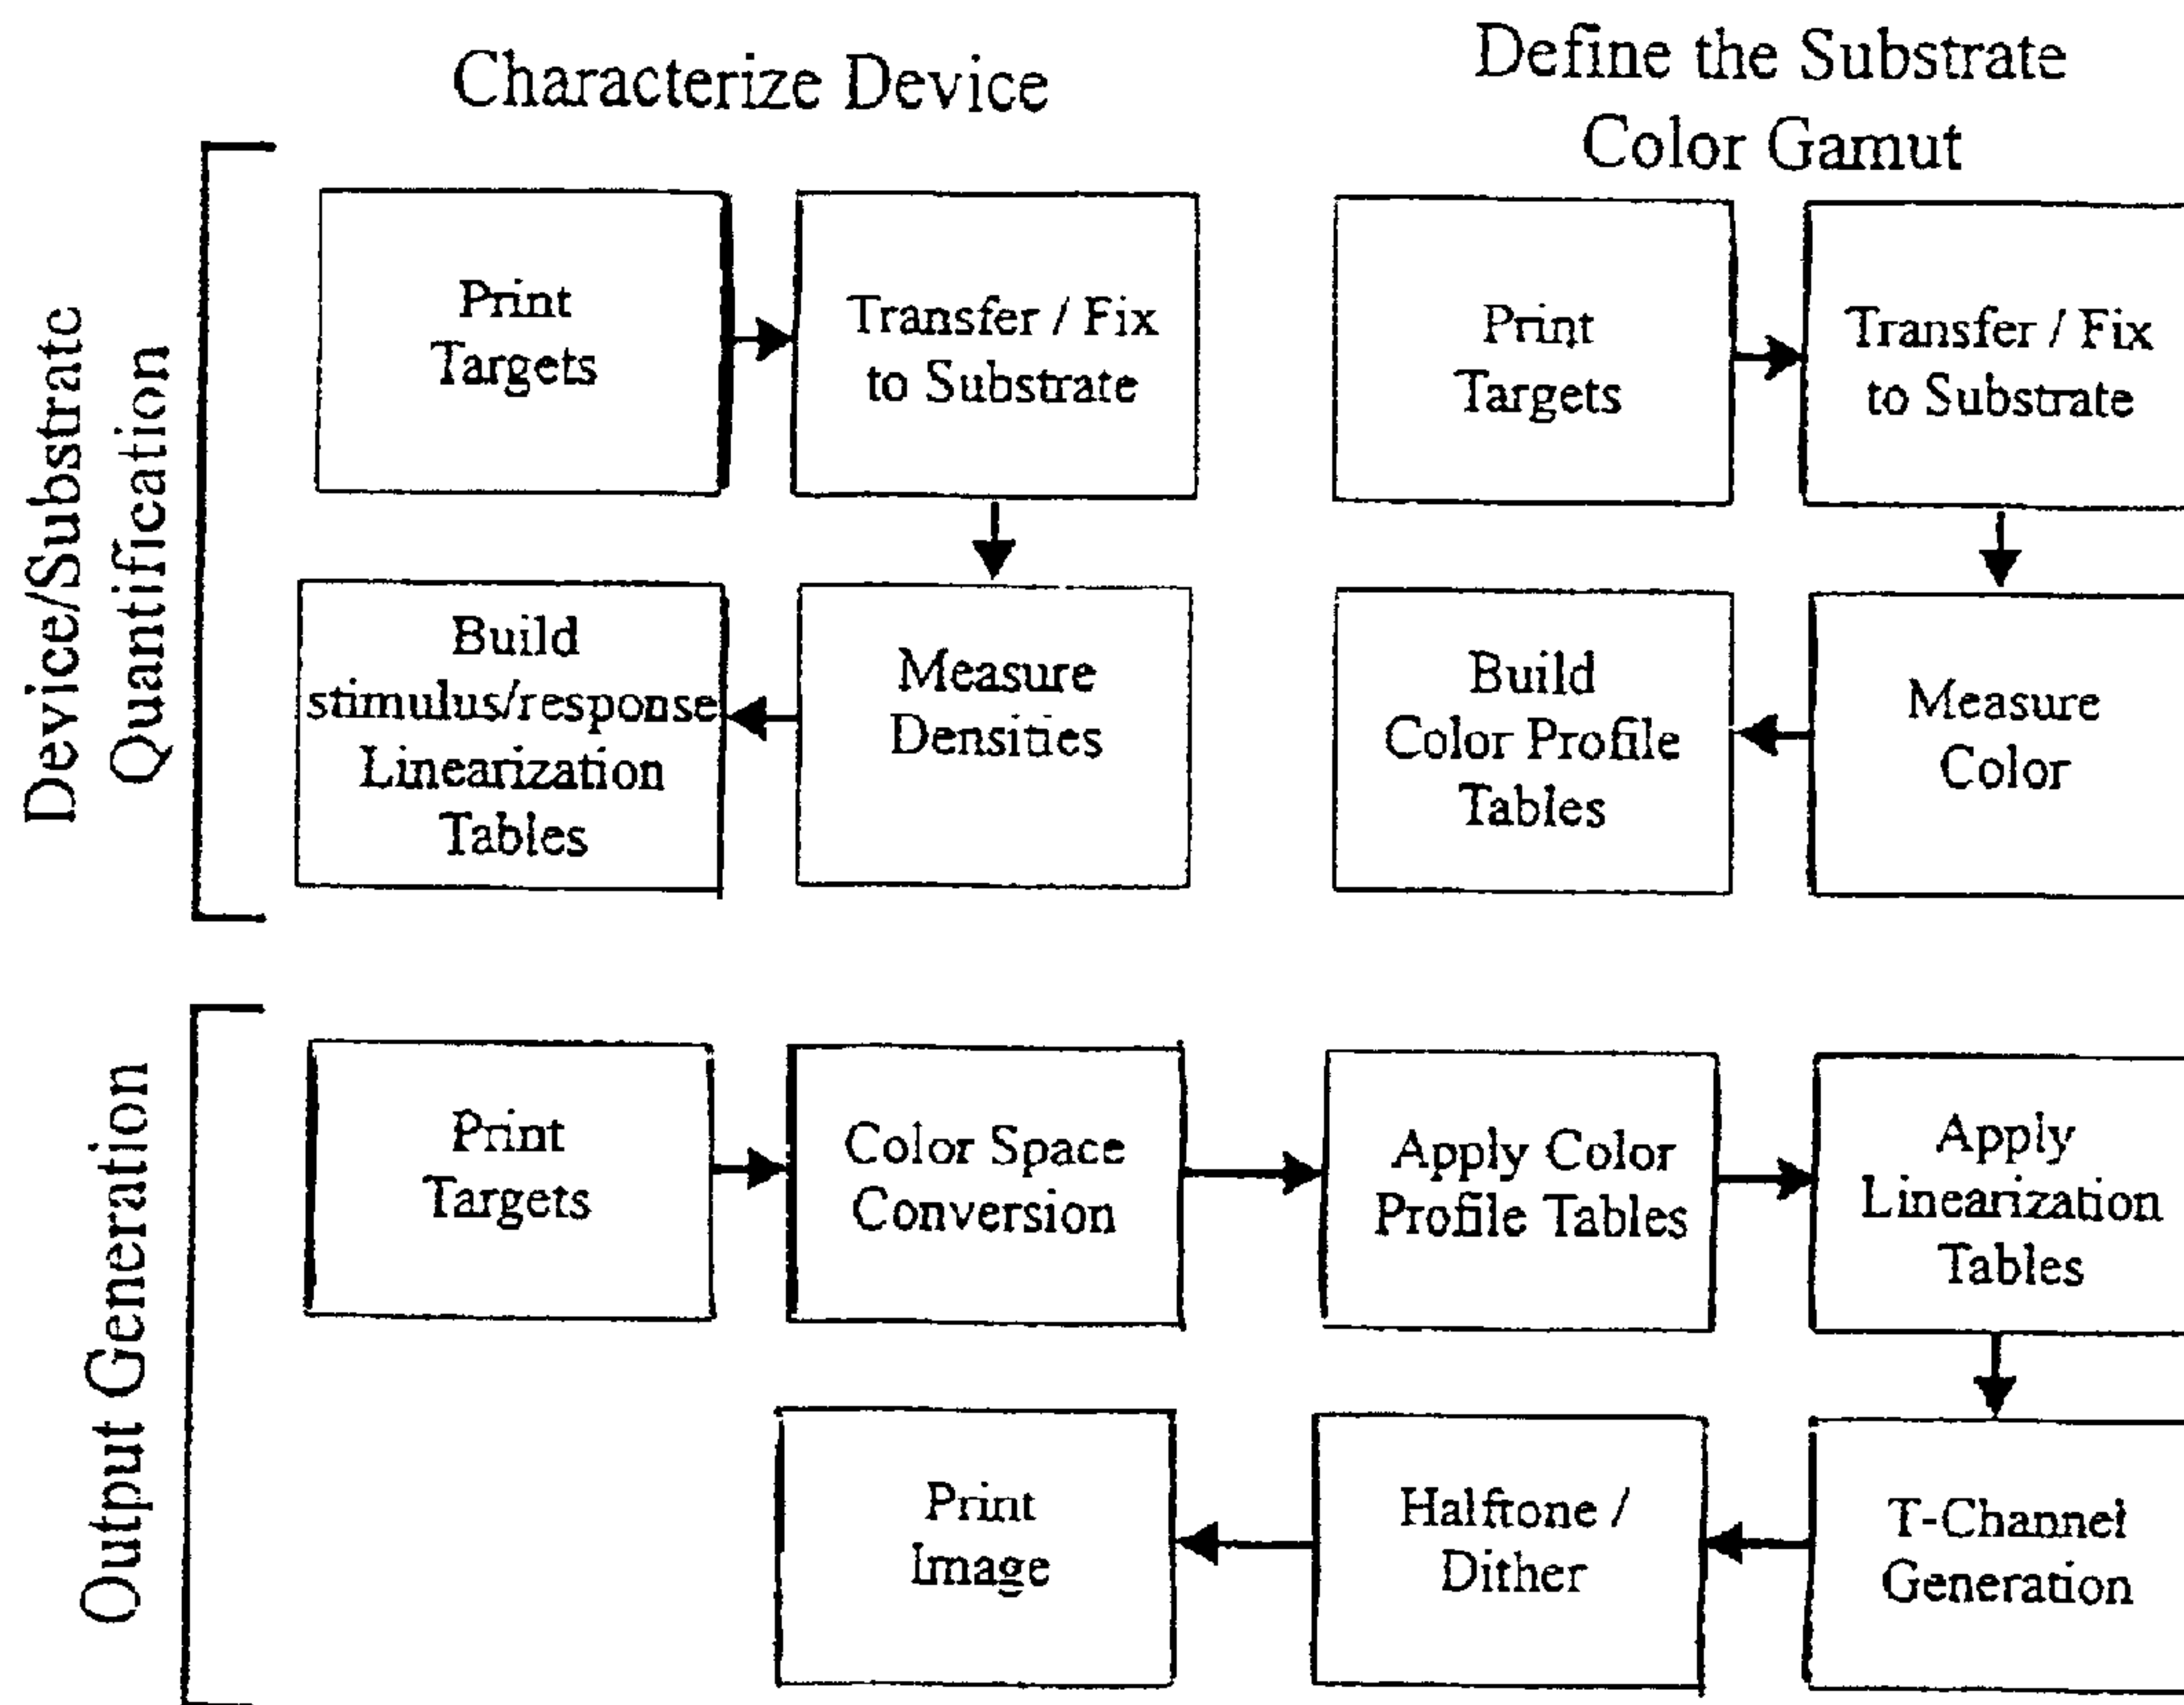 Characterize Device
Define the Substrate
Color Gamut
Device/Substrate
Quantification
Print
Targets
Transfer / Fix
to Substrate
Print
Targets
Transfer / Fix
to Substrate
Build
stimulus/response
Linearization
Tables
Measure
Densities
Build
Color Profile
Tables
Measure
Color
Output Generation
Print
Targets
Color Space
Conversion
Apply Color
Profile Tables
Apply
Linearization
Tables
Print
Image
Halftone /
Dither
T-Channel
Generation